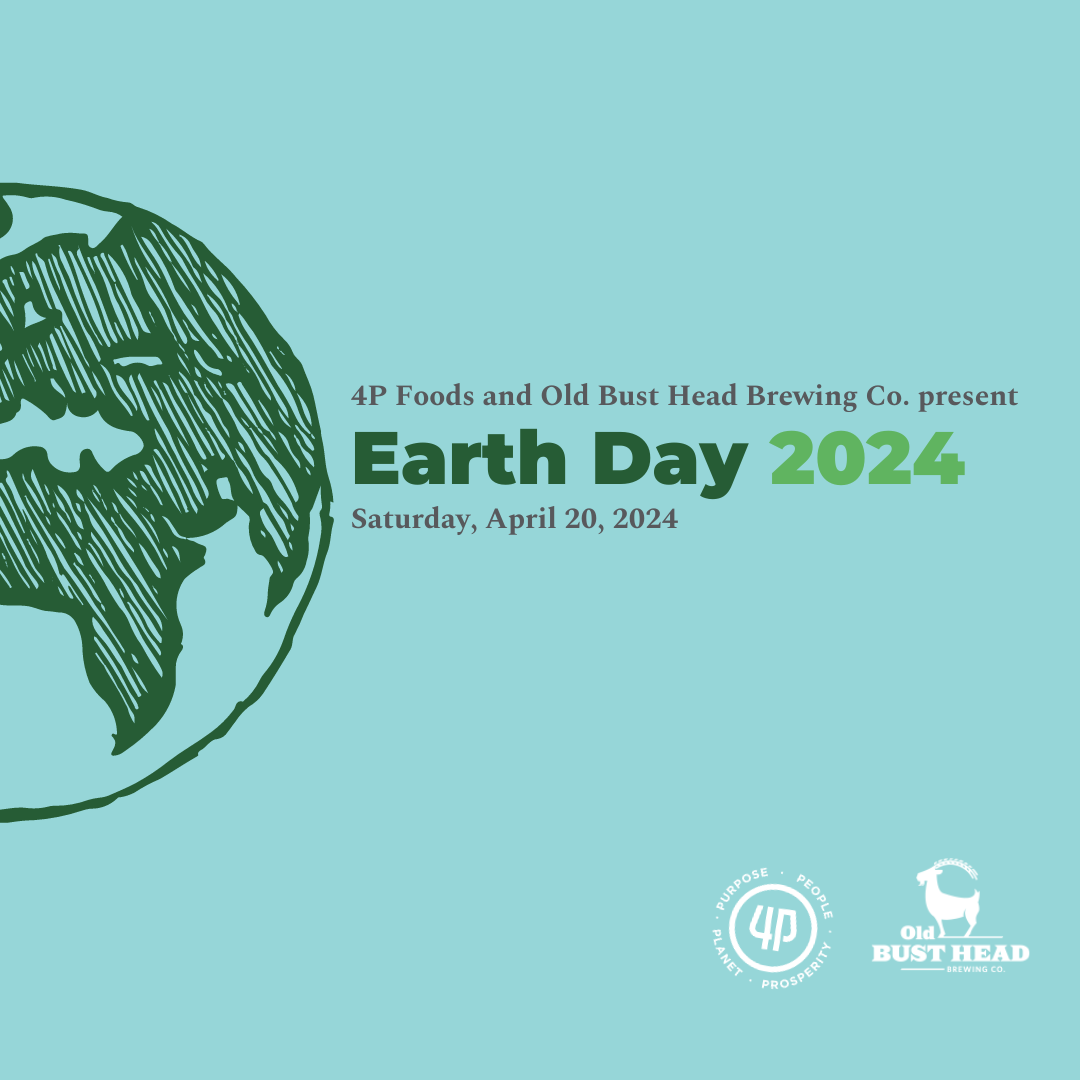 4P Foods and Old Bust Head Brewing Co. present
Earth Day 2024
Saturday, April 20, 2024
PURPOSE · PEOPLE · PROSPERITY · PLANET ·
4P
Old
BUST HEAD
BREWING CO.